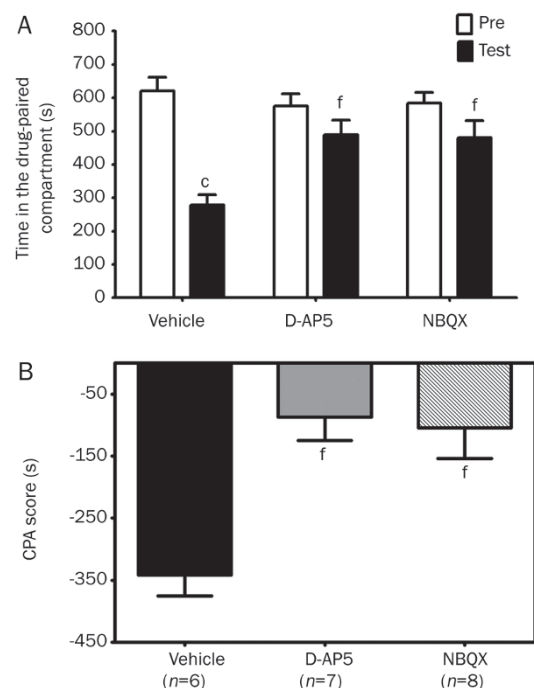 A
Pre
Test
Time in the drug-paired
compartment (s)
800
700
600
500
400
300
200
100
0
c
f
f
Vehicle D-AP5 NBQX
B
CPA score (s)
-50
-150
-250
-350
-450
f
f
Vehicle D-AP5 NBQX
(n=6) (n=7) (n=8)